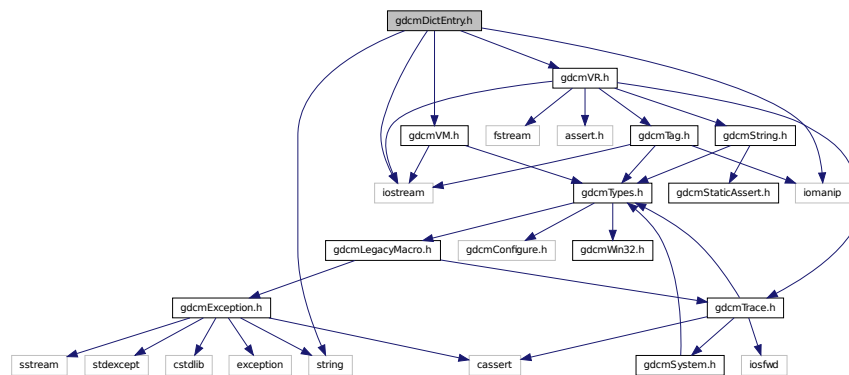 gdcmDictEntry.h
gdcmVR.h
gdcmVM.h
fstream
assert.h
gdcmTag.h
gdcmString.h
iostream
gdcmTypes.h
gdcmStaticAssert.h
iomanip
gdcmLegacyMacro.h
gdcmConfigure.h
gdcmWin32.h
gdcmException.h
gdcmTrace.h
sstream
stdexcept
cstdlib
exception
string
cassert
gdcmSystem.h
iosfwd